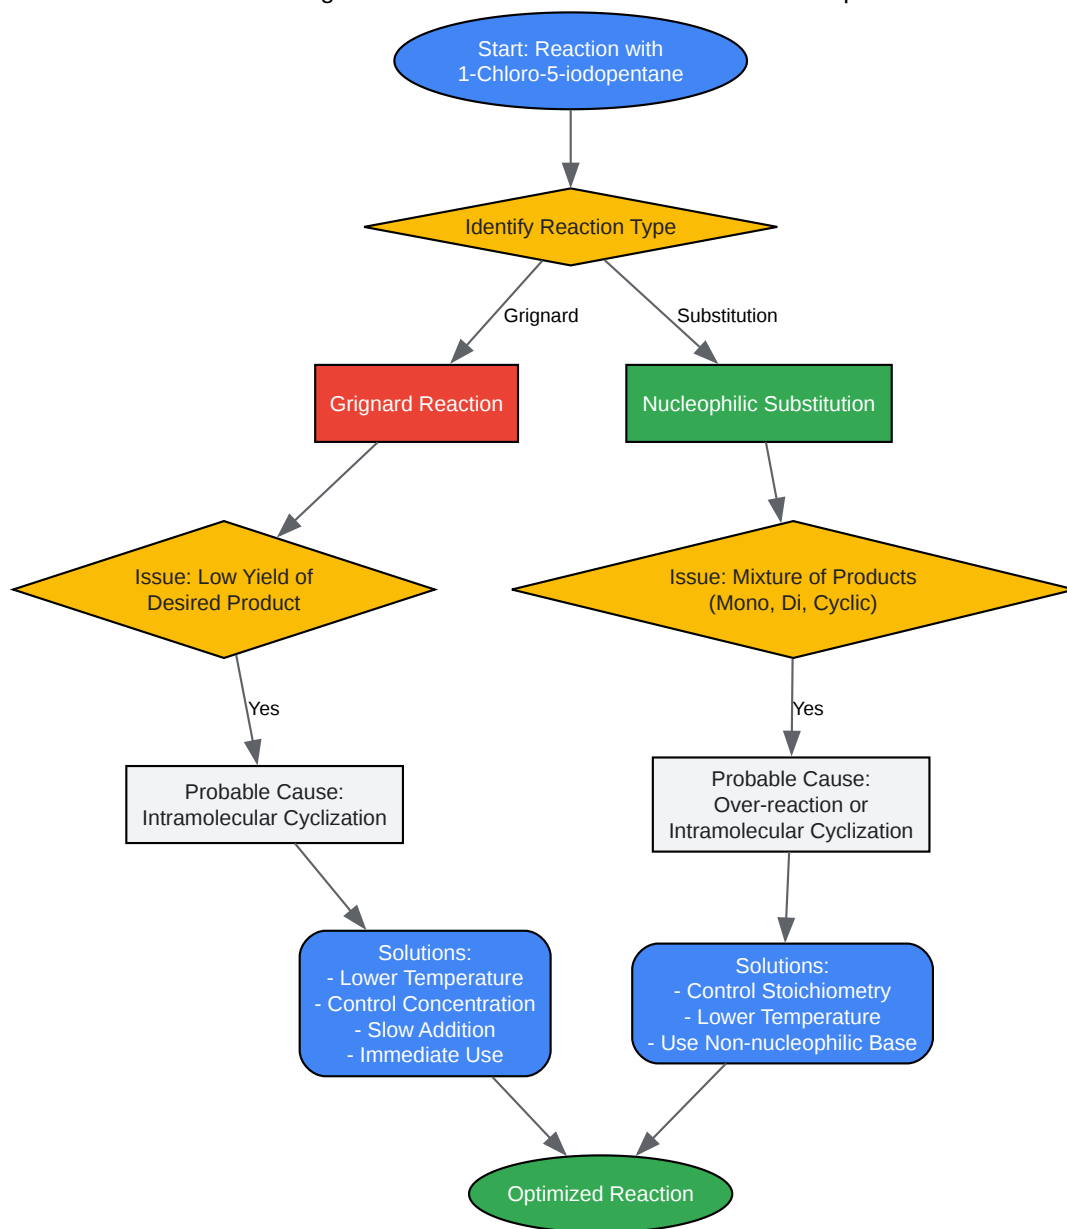 Start: Reaction with
1-Chloro-5-iodopentane
Identify Reaction Type
Grignard
Substitution
Grignard Reaction
Nucleophilic Substitution
Issue: Low Yield of
Desired Product
Issue: Mixture of Products
(Mono, Di, Cyclic)
Yes
Yes
Probable Cause:
Intramolecular Cyclization
Probable Cause:
Over-reaction or
Intramolecular Cyclization
Solutions:
- Lower Temperature
- Control Concentration
- Slow Addition
- Immediate Use
Solutions:
- Control Stoichiometry
- Lower Temperature
- Use Non-nucleophilic Base
Optimized Reaction